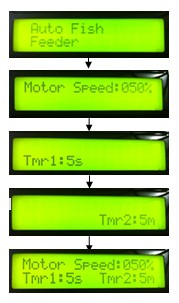 Auto Fish
Feeder
Motor Speed:050%
Tmr1:5s
Tmr2:5m
Motor Speed:050%
Tmr1:5s Tmr2:5m